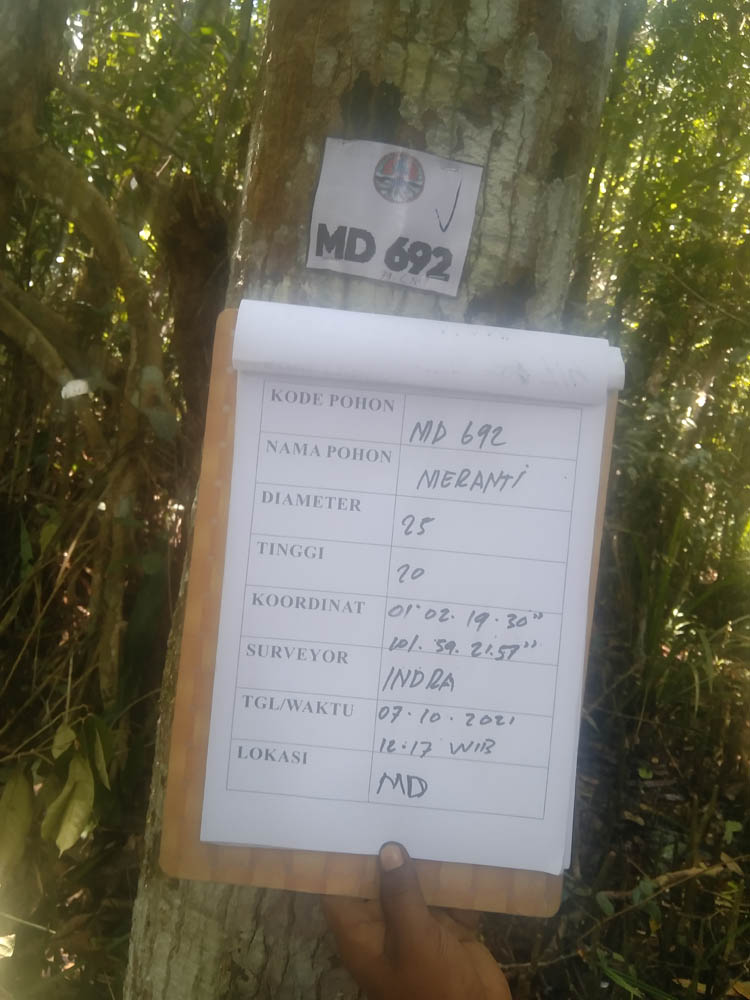 MD 692
KODE POHON MD 692
NAMA POHON MERANTI
DIAMETER 25
TINGGI 20
KOORDINAT 01° 02. 19.30"
101. 59. 21.57"
SURVEYOR INDRA
TGL/WAKTU 07.10.2021
12:17 WIB
LOKASI MD